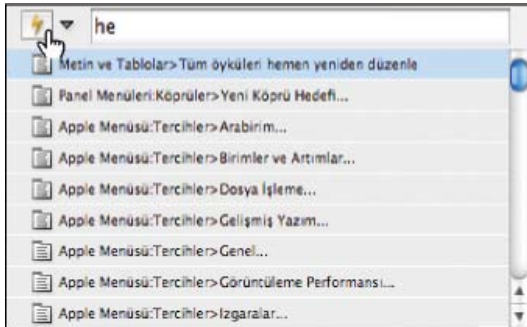 he
Metin ve Tablolar>Tüm öyküleri hemen yeniden düzenle
Panel Menüleri:Köprüler>Yeni Köprü Hedefi...
Apple Menüsü:Tercihler>Arabirim...
Apple Menüsü:Tercihler>Birimler ve Artımlar...
Apple Menüsü:Tercihler>Dosya İşleme...
Apple Menüsü:Tercihler>Gelişmiş Yazım...
Apple Menüsü:Tercihler>Genel...
Apple Menüsü:Tercihler>Görüntüleme Performansı...
Apple Menüsü:Tercihler>Izgaralar...